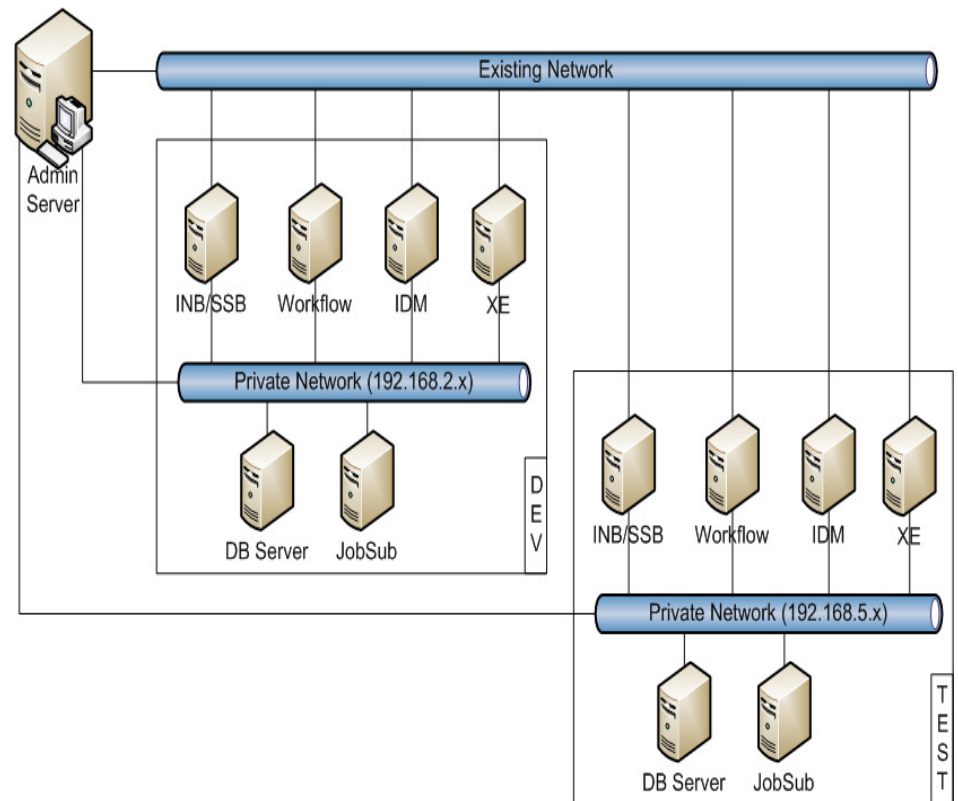 Existing Network
Admin
Server
INB/SSB
Workflow
IDM
XE
Private Network (192.168.2.x)
DB Server
JobSub
D
E
V
INB/SSB
Workflow
IDM
XE
Private Network (192.168.5.x)
DB Server
JobSub
T
E
S
T